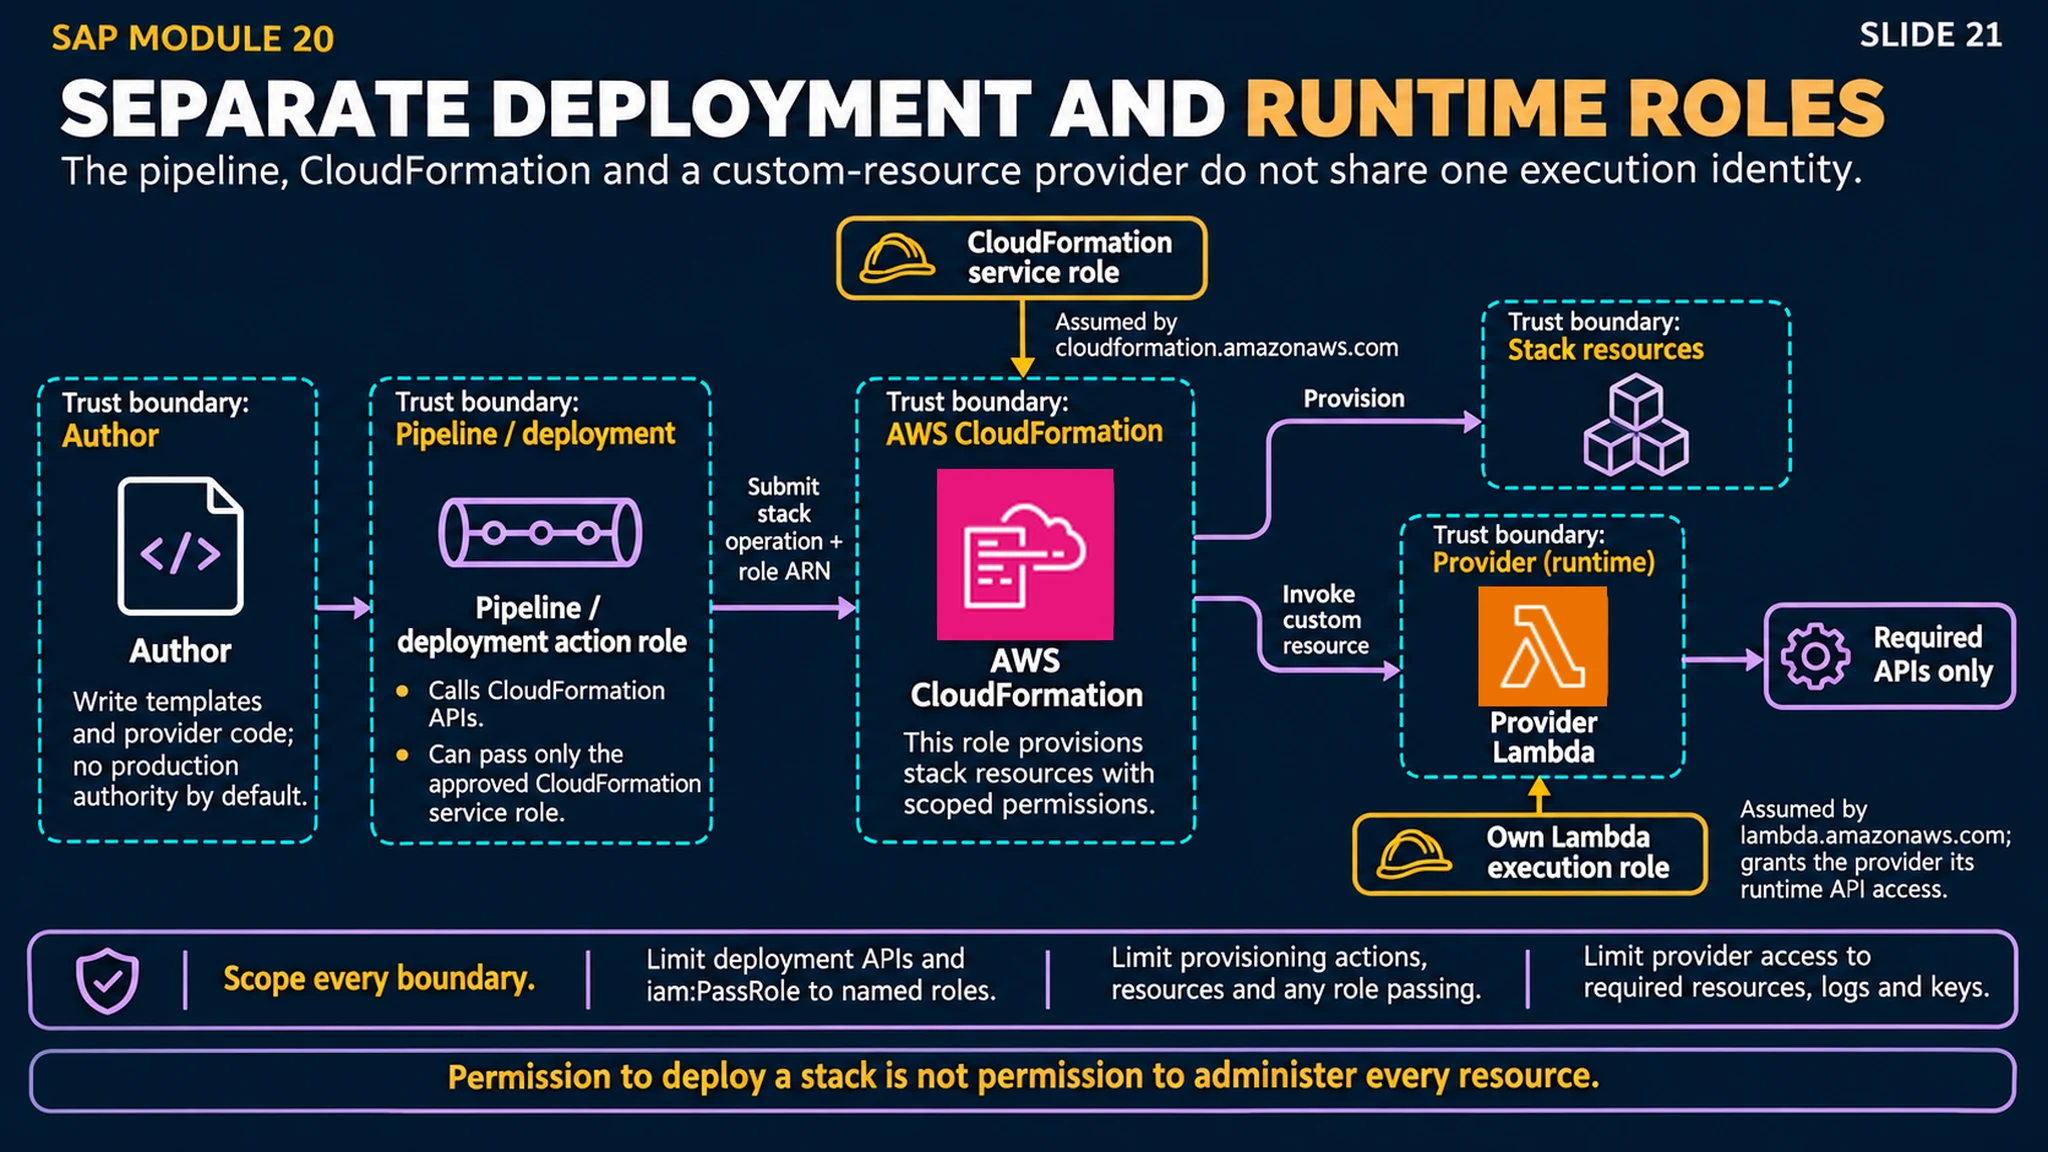 SAP MODULE 20
SLIDE 21
SEPARATE DEPLOYMENT AND RUNTIME ROLES
The pipeline, CloudFormation and a custom-resource provider do not share one execution identity.
CloudFormation
service role
Assumed by
cloudformation.amazonaws.com
Trust boundary:
Author
</>
Author
Write templates
and provider code;
no production
authority by default.
Trust boundary:
Pipeline / deployment
Pipeline /
deployment action role
• Calls CloudFormation
APIs.
• Can pass only the
approved CloudFormation
service role.
Submit
stack
operation +
role ARN
Trust boundary:
AWS CloudFormation
AWS
CloudFormation
This role provisions
stack resources with
scoped permissions.
Provision
Trust boundary:
Stack resources
Invoke
custom
resource
Trust boundary:
Provider (runtime)
Provider
Lambda
Required
APIs only
Own Lambda
execution role
Assumed by
lambda.amazonaws.com;
grants the provider its
runtime API access.
Scope every boundary.
Limit deployment APIs and
iam:PassRole to named roles.
Limit provisioning actions,
resources and any role passing.
Limit provider access to
required resources, logs and keys.
Permission to deploy a stack is not permission to administer every resource.